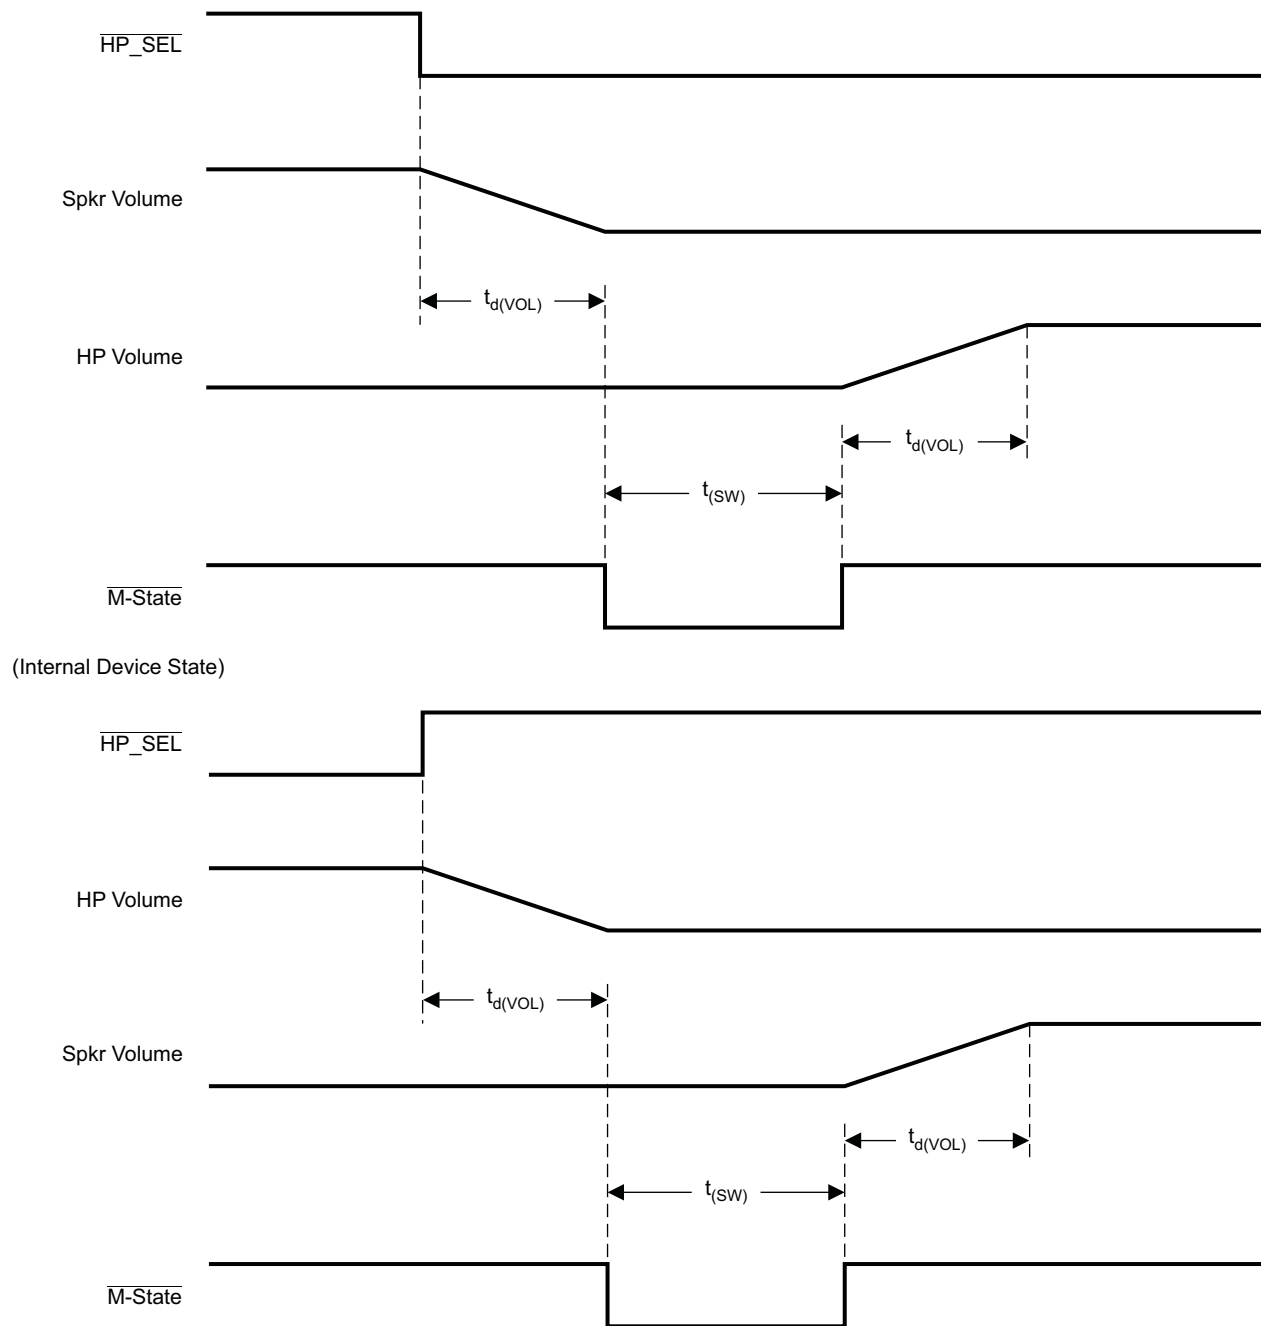 HP_SEL
Spkr Volume
td(VOL)
HP Volume
td(VOL)
t(SW)
M-State
(Internal Device State)
HP_SEL
HP Volume
td(VOL)
Spkr Volume
td(VOL)
t(SW)
M-State